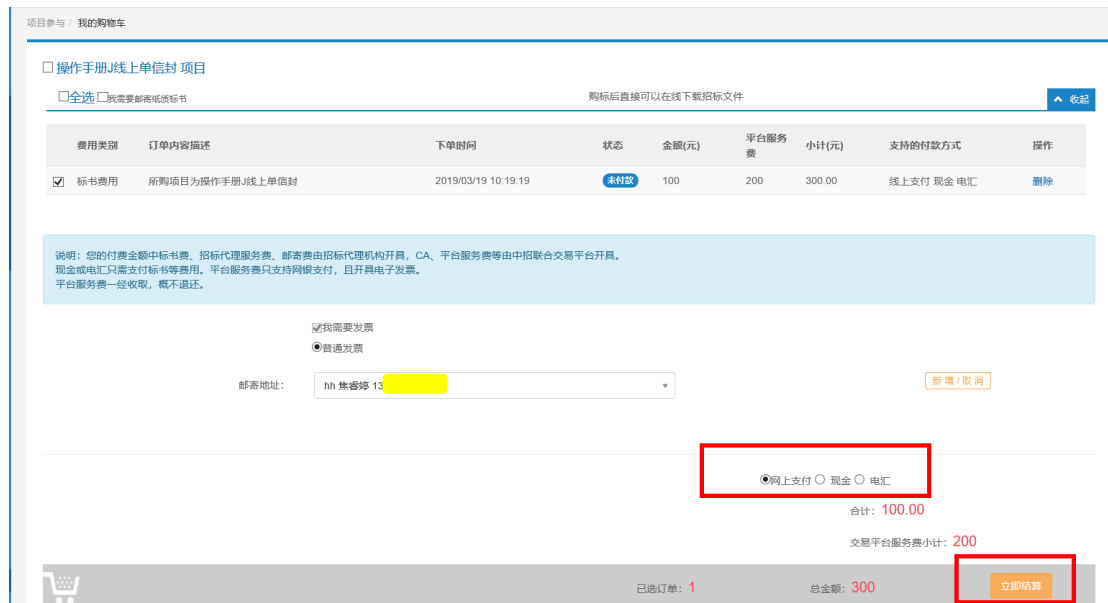 项目参与 / 我的购物车
操作手册J线上单信封 项目
全选 我需要邮寄纸质标书 购标后直接可以在线下载招标文件 收起
费用类别 订单内容描述 下单时间 状态 金额(元) 平台服务费 小计(元) 支持的付款方式 操作
标书费用 所购项目为操作手册J线上单信封 2019/03/19 10:19:19 未付款 100 200 300.00 线上支付 现金 电汇 删除
说明：您的付费金额中标书费、招标代理服务费、邮寄费由招标代理机构开具，CA、平台服务费等由中招联合交易平台开具。
现金或电汇只需支付标书等费用。平台服务费只支持网银支付，且开具电子发票。
平台服务费一经收取，概不退还。
我需要发票
普通发票
邮寄地址： hh 焦睿婷 13 新增/取消
网上支付 现金 电汇
合计：100.00
交易平台服务费小计：200
已选订单：1 总金额：300 立即结算